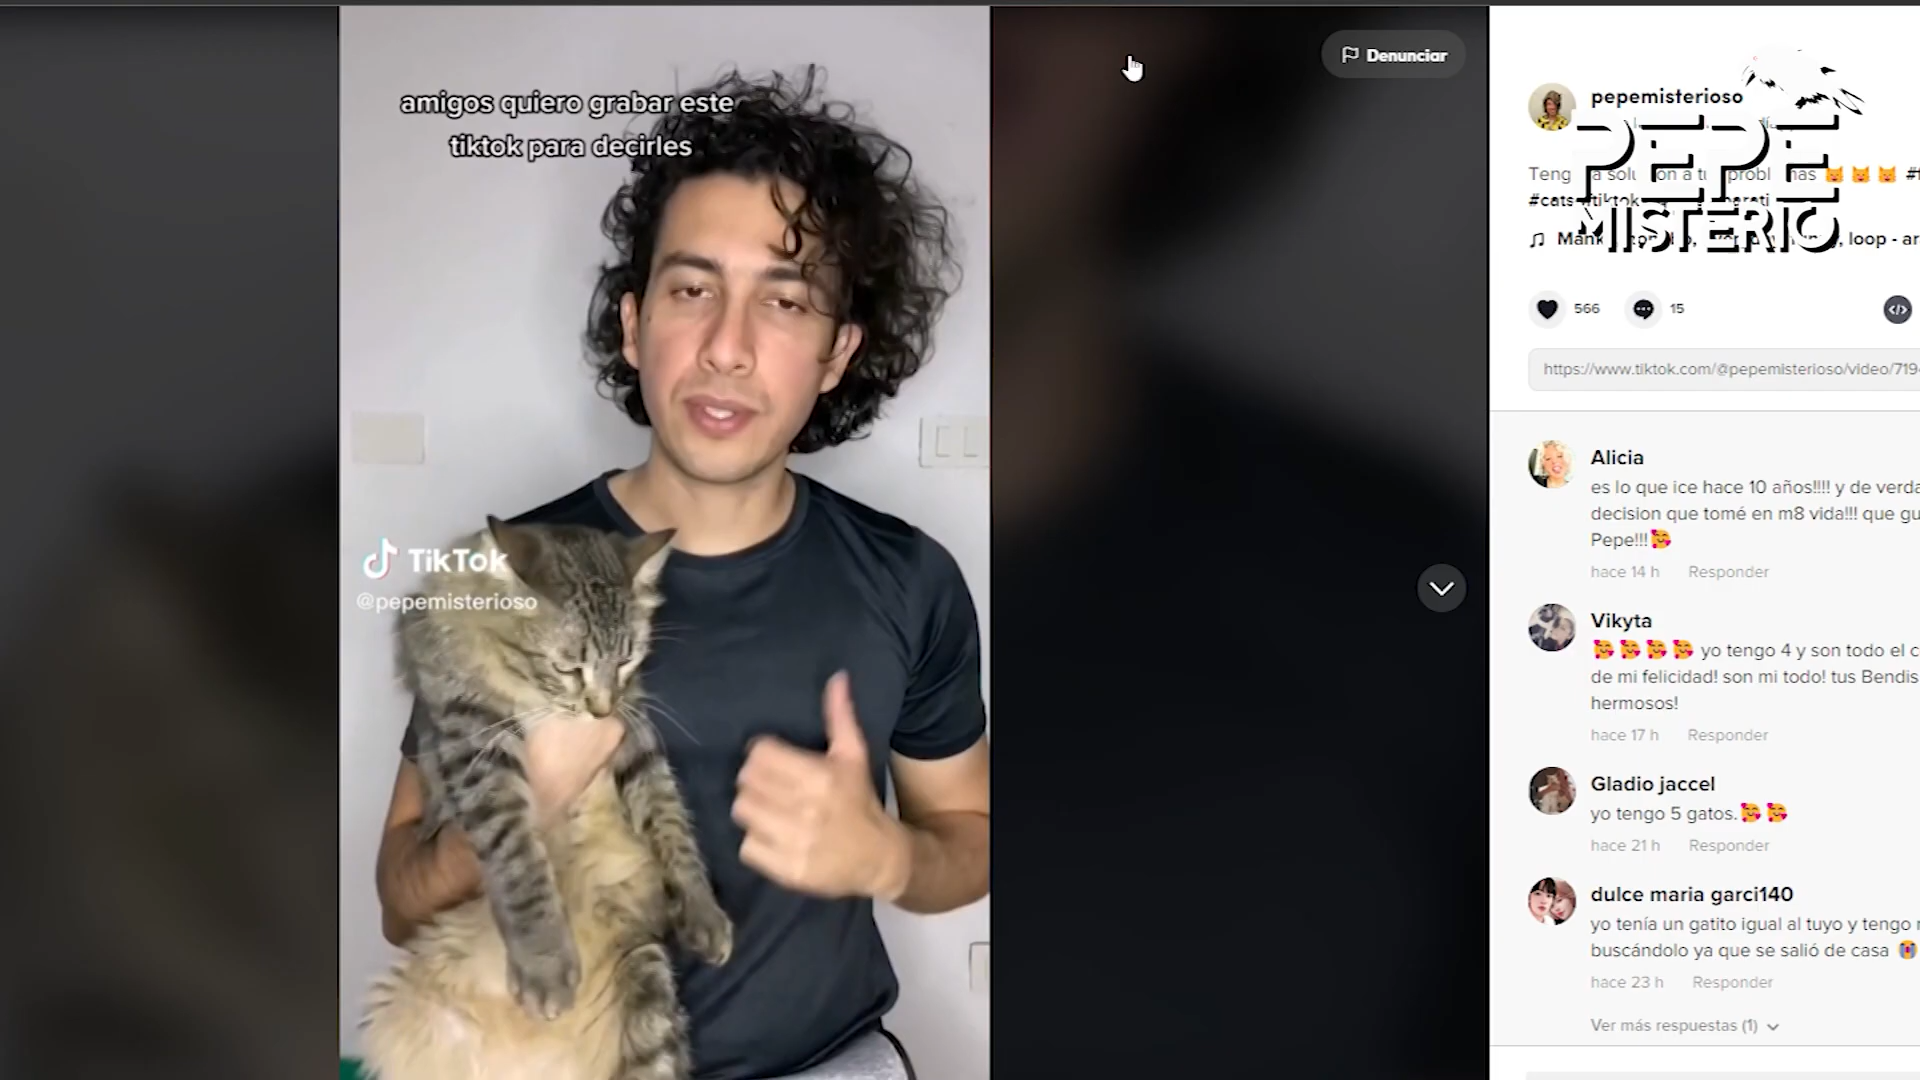 amigos quiero grabar este
tiktok para decirles
TikTok
@pepemisterioso
Denunciar
pepemisterioso
PEPE
MISTERIO
#cats #tiktok
loop - ar
566
15
https://www.tiktok.com/@pepemisterioso/video/719
Alicia
es lo que ice hace 10 años!!!! y de verda
decision que tomé en m8 vida!!! que gu
Pepe!!!🥰
hace 14 h Responder
Vikyta
🥰🥰🥰🥰 yo tengo 4 y son todo el c
de mi felicidad! son mi todo! tus Bendis
hermosos!
hace 17 h Responder
Gladio jaccel
yo tengo 5 gatos.🥰🥰
hace 21 h Responder
dulce maria garci140
yo tenía un gatito igual al tuyo y tengo
buscándolo ya que se salió de casa 😭
hace 23 h Responder
Ver más respuestas (1)